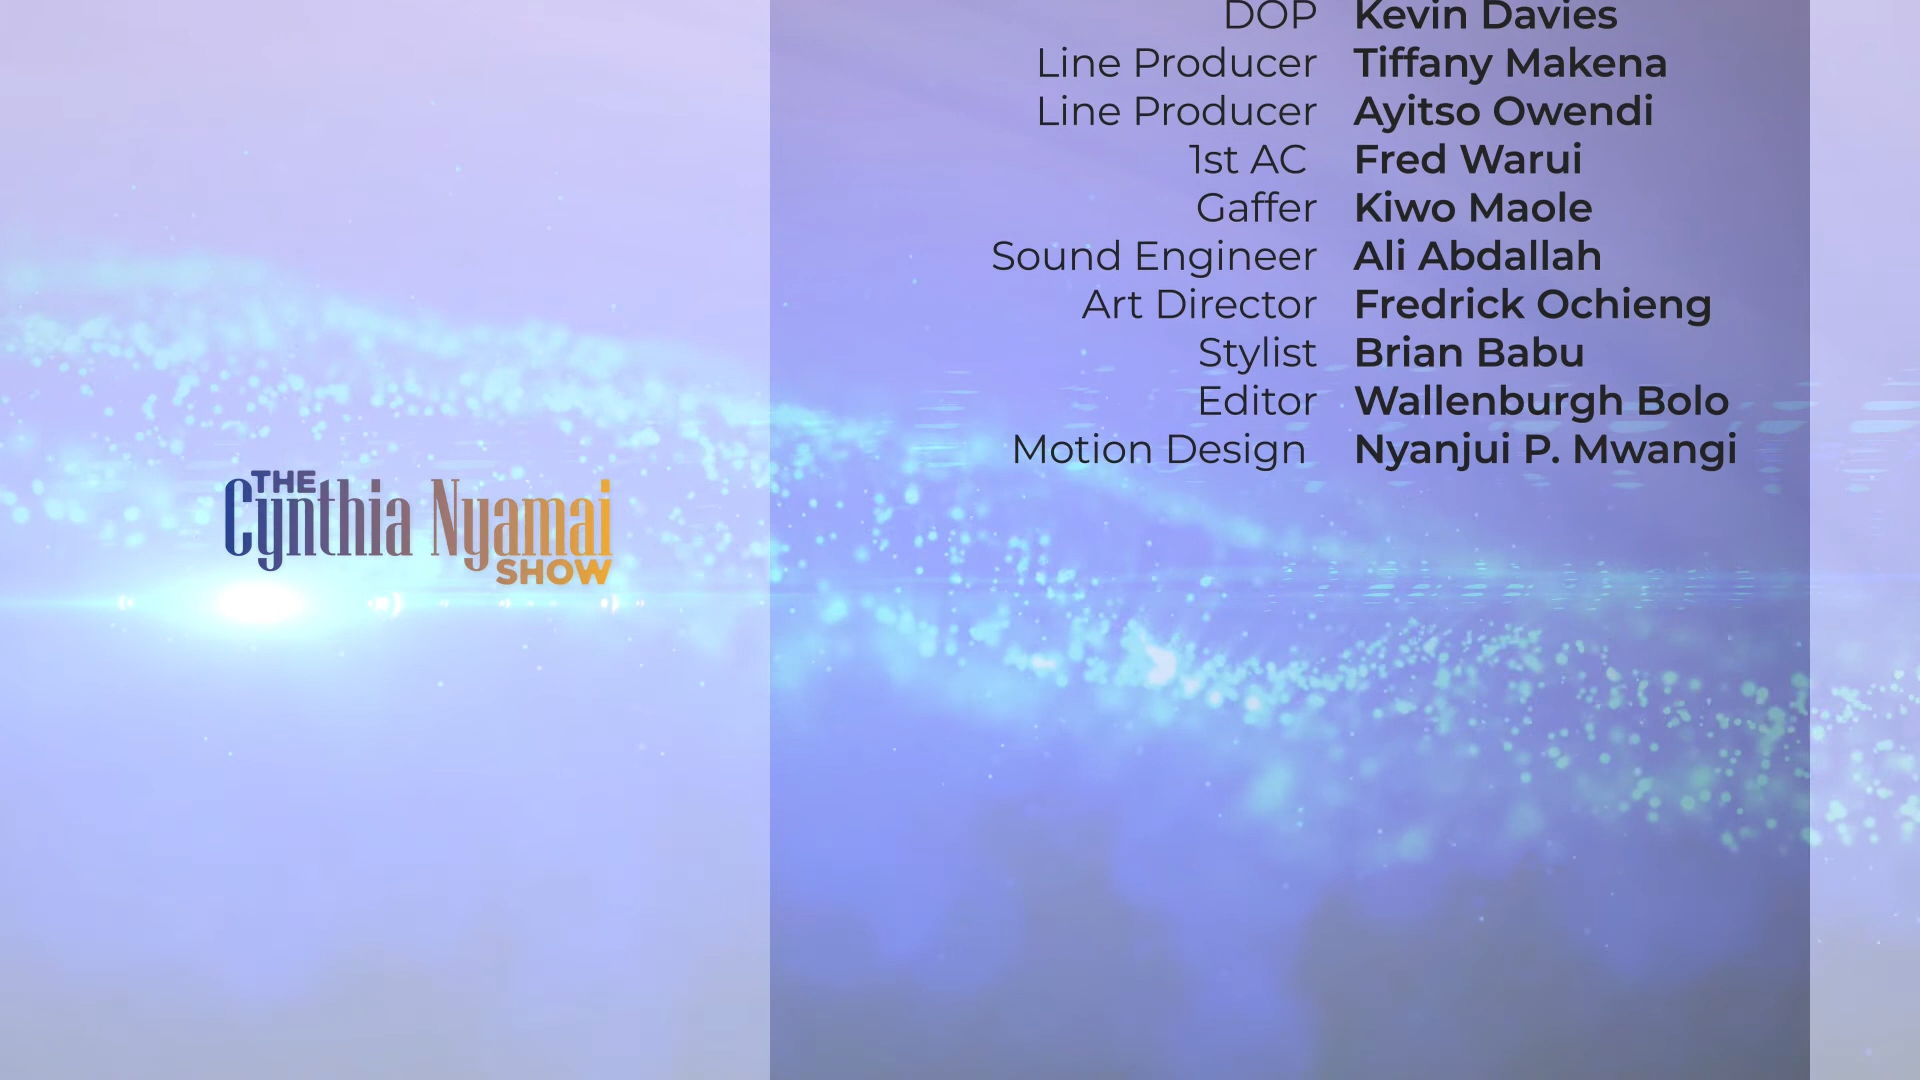 DOP Kevin Davies
Line Producer Tiffany Makena
Line Producer Ayitso Owendi
1st AC Fred Warui
Gaffer Kiwo Maole
Sound Engineer Ali Abdallah
Art Director Fredrick Ochieng
Stylist Brian Babu
Editor Wallenburgh Bolo
Motion Design Nyanjui P. Mwangi
THE
Cynthia Nyamai
SHOW